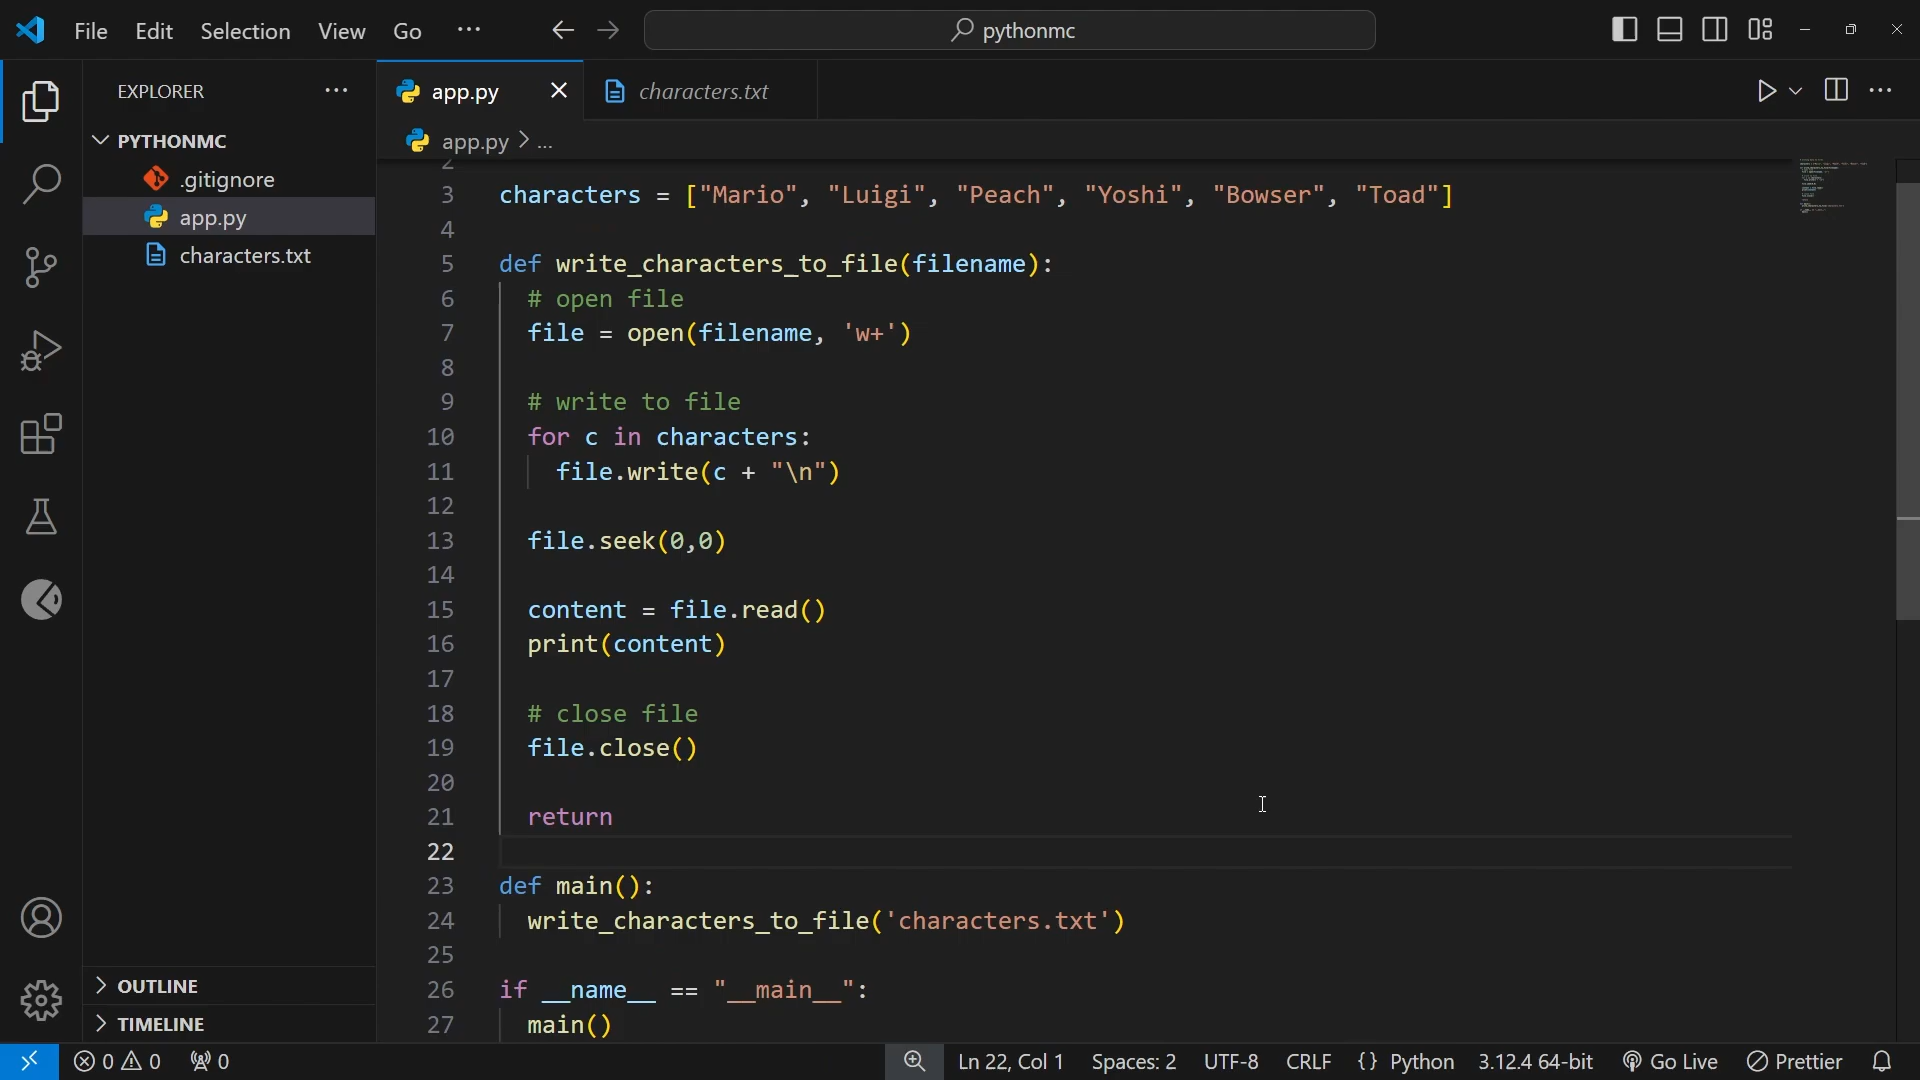 File Edit Selection View Go ··· pythonmc
EXPLORER ···
app.py characters.txt
PYTHONMC
app.py > ...
.gitignore
app.py
characters.txt
2
3 characters = ["Mario", "Luigi", "Peach", "Yoshi", "Bowser", "Toad"]
4
5 def write_characters_to_file(filename):
6 # open file
7 file = open(filename, 'w+')
8
9 # write to file
10 for c in characters:
11 file.write(c + "\n")
12
13 file.seek(0,0)
14
15 content = file.read()
16 print(content)
17
18 # close file
19 file.close()
20
21 return
22
23 def main():
24 write_characters_to_file('characters.txt')
25
26 if __name__ == "__main__":
27 main()
OUTLINE
TIMELINE
0 0 0 Ln 22, Col 1 Spaces: 2 UTF-8 CRLF {} Python 3.12.4 64-bit Go Live Prettier